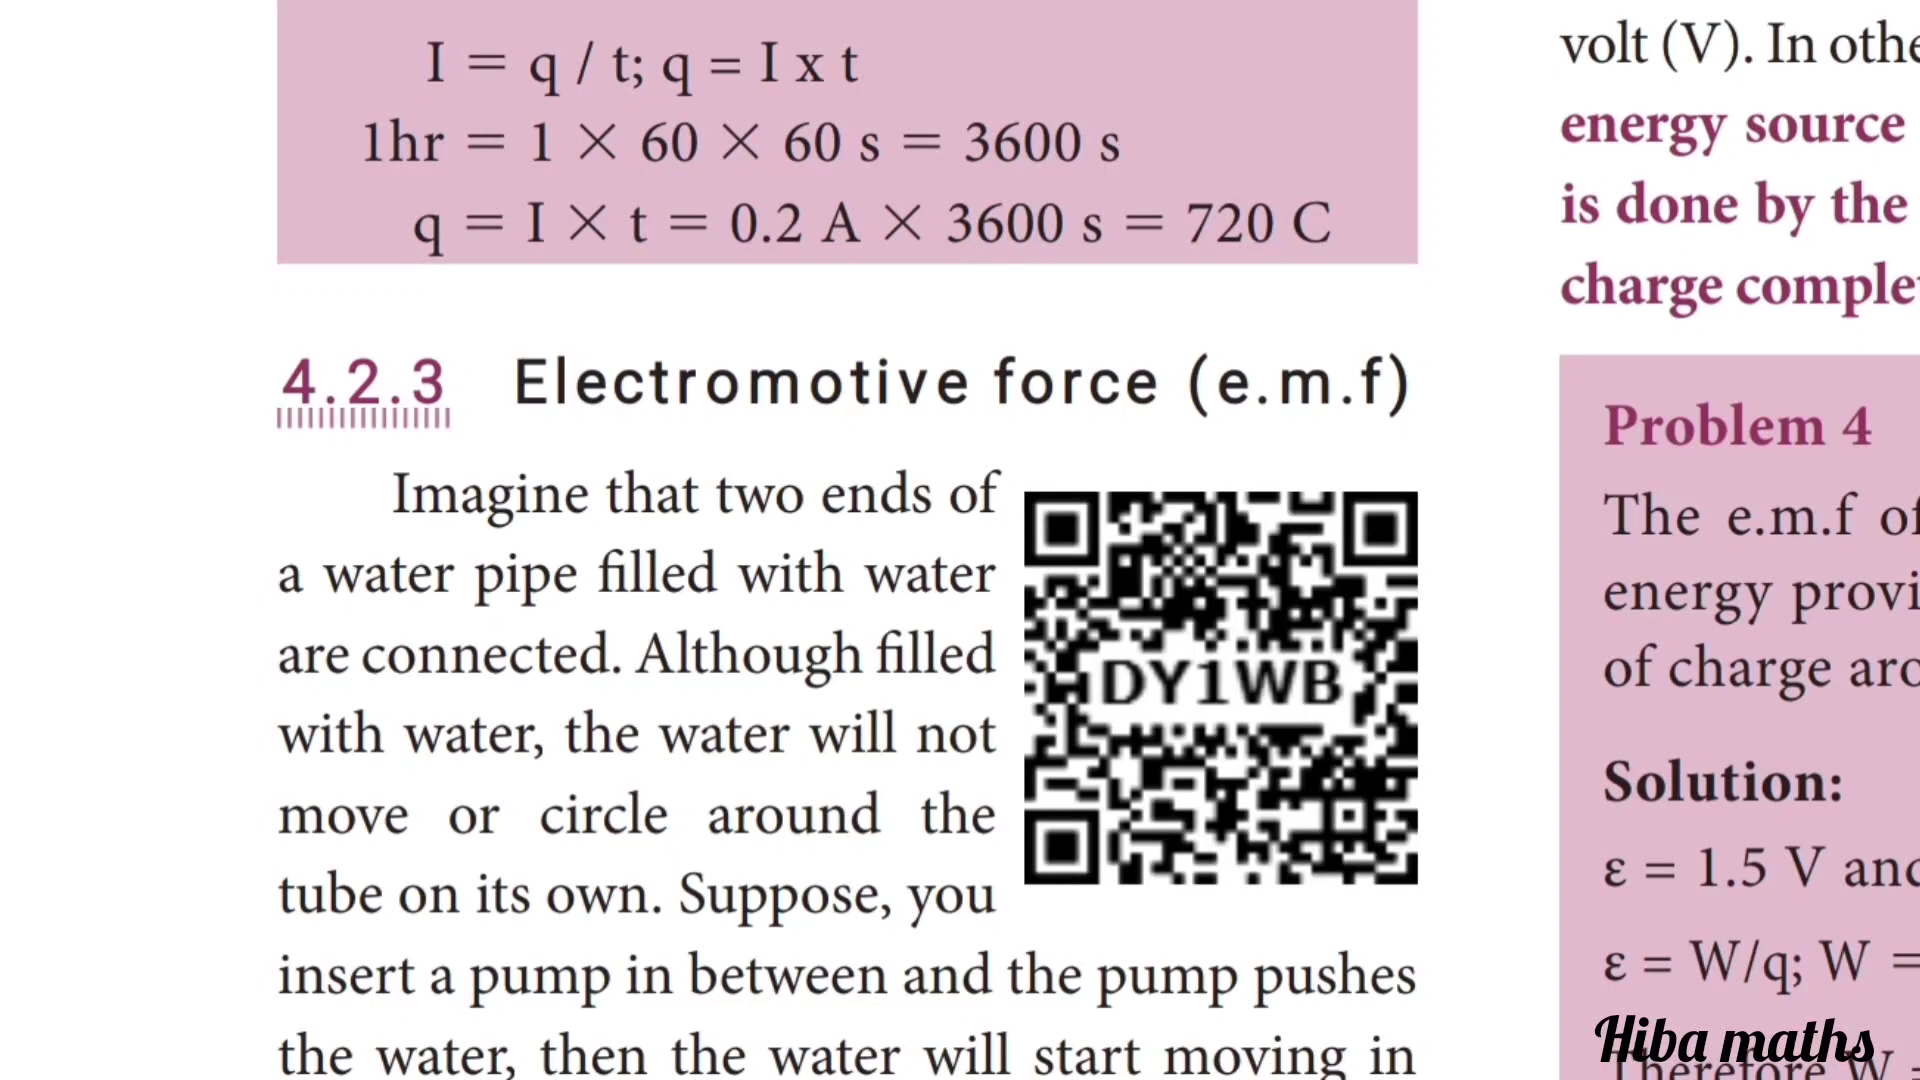 I = q / t; q = I x t
1hr = 1 × 60 × 60 s = 3600 s
q = I × t = 0.2 A × 3600 s = 720 C
4.2.3 Electromotive force (e.m.f)
Imagine that two ends of
a water pipe filled with water
are connected. Although filled
with water, the water will not
move or circle around the
tube on its own. Suppose, you
insert a pump in between and the pump pushes
the water, then the water will start moving in
DY1WB
volt (V). In othe
energy source
is done by the
charge comple
Problem 4
The e.m.f of
energy provi
of charge aro
Solution:
ε = 1.5 V and
ε = W/q; W =
Therefore W =
Hiba maths